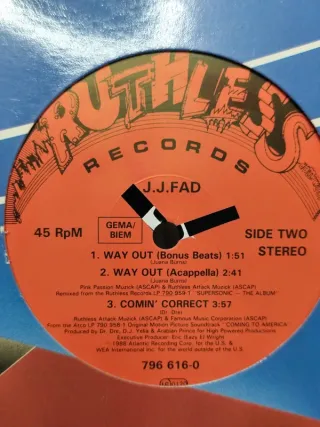 RUTHLESS
RECORDS
J.J.FAD
45 RpM
GEMA/
BIEM
SIDE TWO
STEREO
1. WAY OUT (Bonus Beats) 1:51
(Juana Burns)
2. WAY OUT (Acappella) 2:41
(Juana Burns)
Pink Passion Muzick (ASCAP) & Ruthless Attack Muzick (ASCAP)
Remixed from the Ruthless Records LP 790 959-1 "SUPERSONIC — THE ALBUM"
3. COMIN' CORRECT 3:57
(Dr. Dre)
Ruthless Attack Muzick (ASCAP) & Famous Music Corporation (ASCAP)
From the Atco LP 790 958-1 Original Motion Picture Soundtrack "COMING TO AMERICA"
Produced by Dr. Dre, D.J. Yella & Arabian Prince for High Powered Productions
Executive Producer: Eric (Eazy E) Wright
1988 Atlantic Recording Corp. for the United States and
WEA International Inc. for the world outside of the U.S.
796 616-0